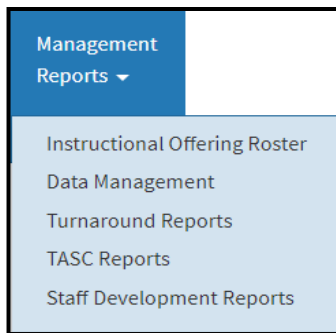 Management
Reports
Instructional Offering Roster
Data Management
Turnaround Reports
TASC Reports
Staff Development Reports